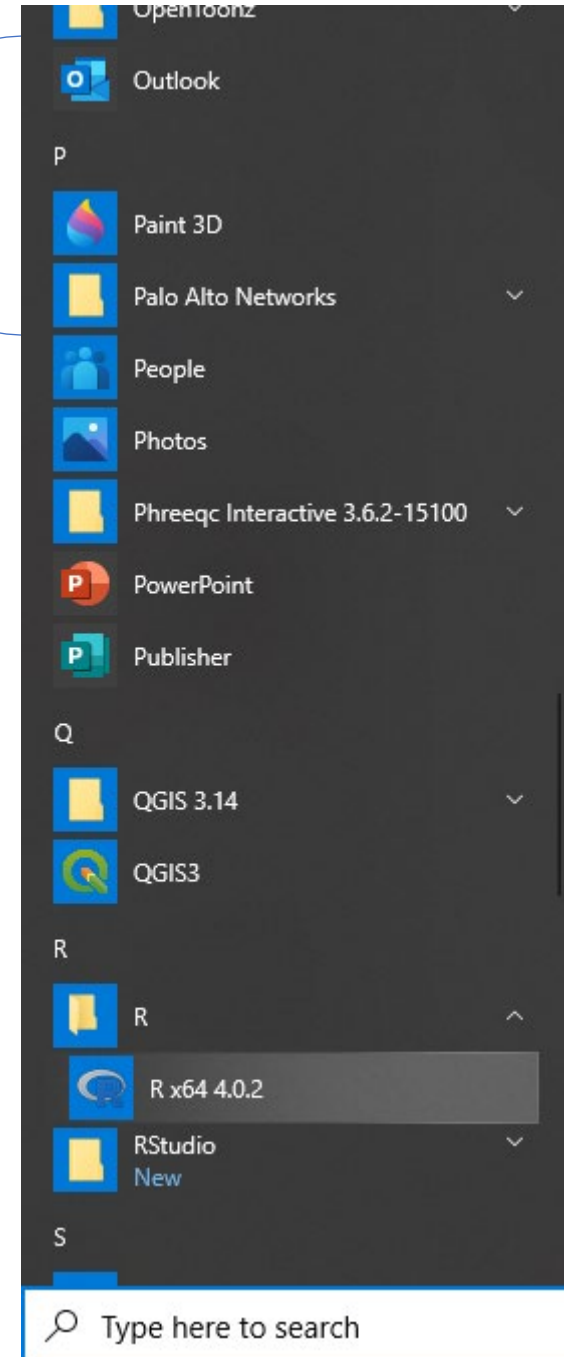 OpenToonz
Outlook
P
Paint 3D
Palo Alto Networks
People
Photos
Phreeqc Interactive 3.6.2-15100
PowerPoint
Publisher
Q
QGIS 3.14
QGIS3
R
R
R x64 4.0.2
RStudio
New
S
Type here to search